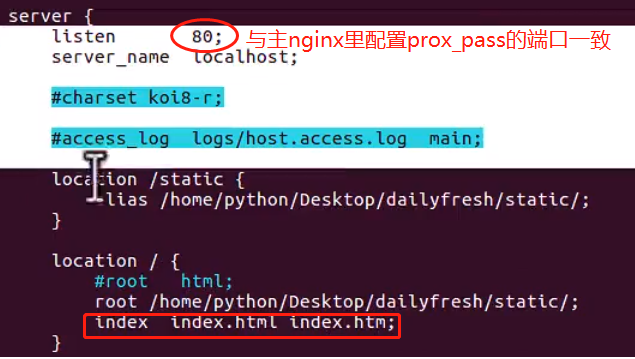 server {
listen 80; 与主nginx里配置prox_pass的端口一致
server_name localhost;
#charset koi8-r;
#access_log logs/host.access.log main;
location /static {
lias /home/python/Desktop/dailyfresh/static/;
}
location / {
#root html;
root /home/python/Desktop/dailyfresh/static/;
index index.html index.htm;
}